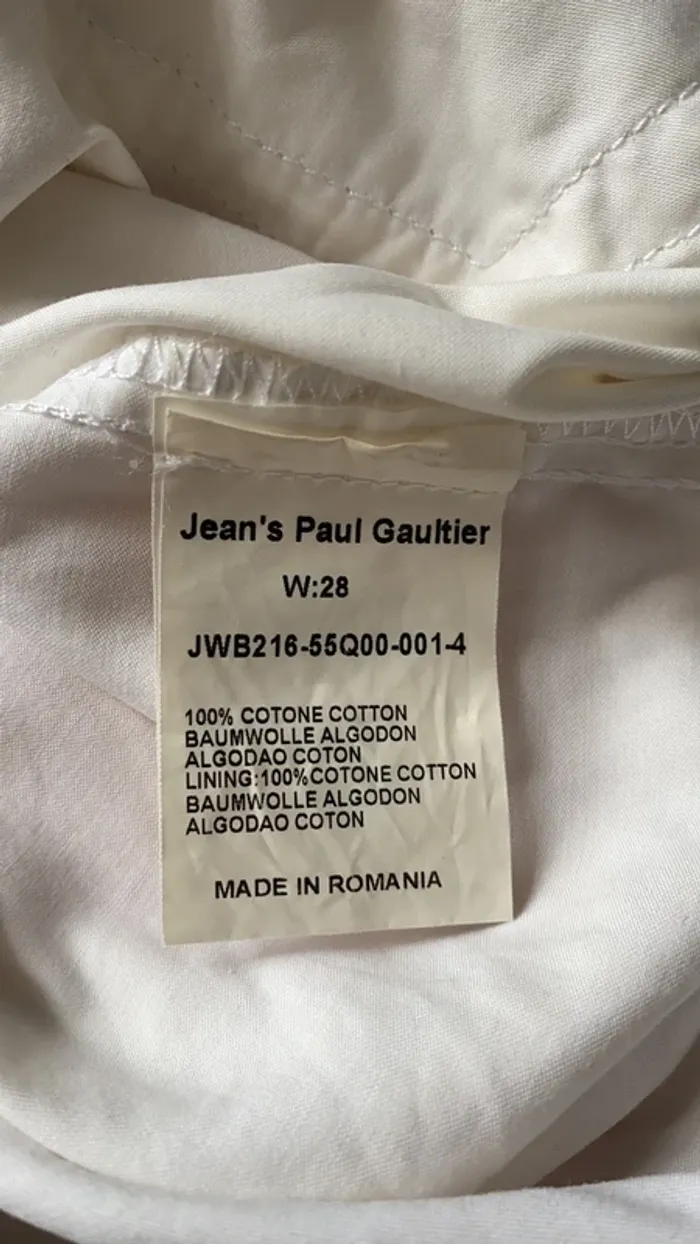 Jean's Paul Gaultier
W:28
JWB216-55Q00-001-4
100% COTONE COTTON
BAUMWOLLE ALGODON
ALGODAO COTON
LINING:100%COTONE COTTON
BAUMWOLLE ALGODON
ALGODAO COTON
MADE IN ROMANIA